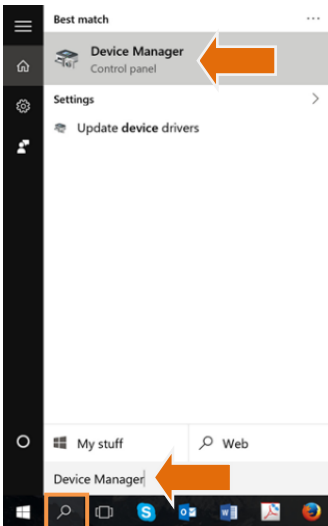 Best match
...
Device Manager
Control panel
Settings
Update device drivers
My stuff
Web
Device Manager